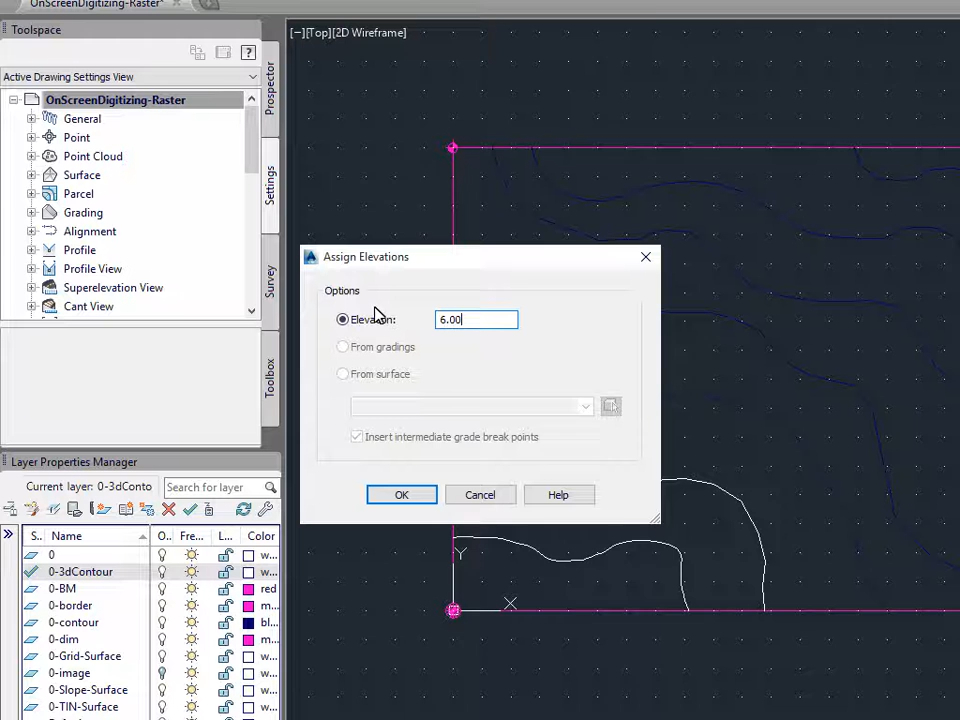 OnScreenDigitizing-Raster*
Toolspace
Active Drawing Settings View
OnScreenDigitizing-Raster
General
Point
Point Cloud
Surface
Parcel
Grading
Alignment
Profile
Profile View
Superelevation View
Cant View
Prospector
Settings
Survey
Toolbox
Layer Properties Manager
Current layer: 0-3dConto
Search for layer
S.. Name O. Fre... L... Color
0 w...
0-3dContour w...
0-BM red
0-border m...
0-contour bl...
0-dim m...
0-Grid-Surface w...
0-image w...
0-Slope-Surface w...
0-TIN-Surface w...
[−][Top][2D Wireframe]
Assign Elevations
Options
Elevation: 6.00
From gradings
From surface
Insert intermediate grade break points
OK Cancel Help
Y
X